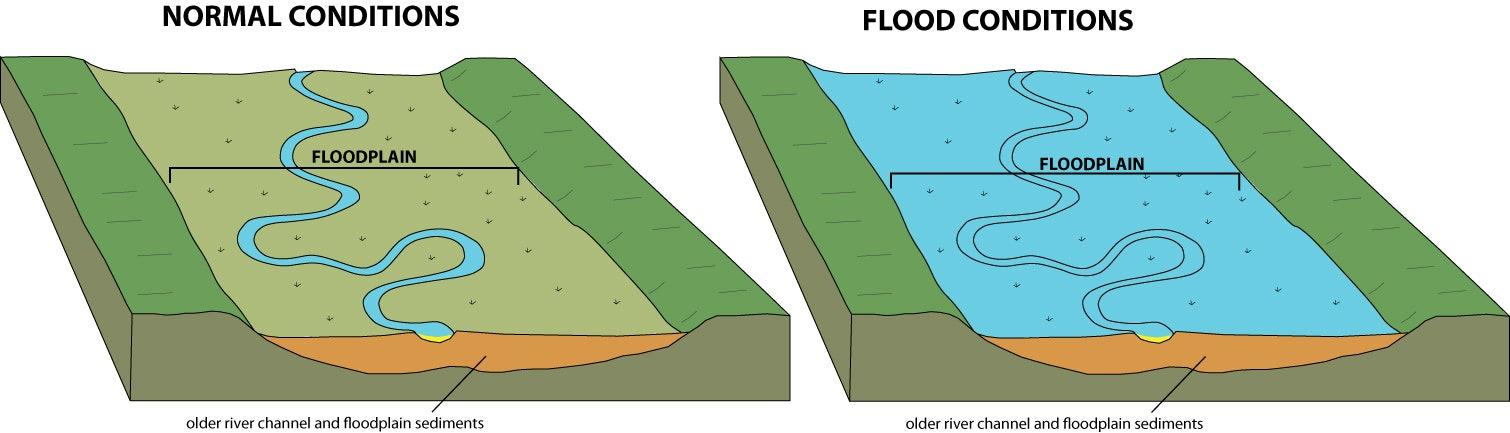 NORMAL CONDITIONS
FLOODPLAIN
older river channel and floodplain sediments
FLOOD CONDITIONS
FLOODPLAIN
older river channel and floodplain sediments